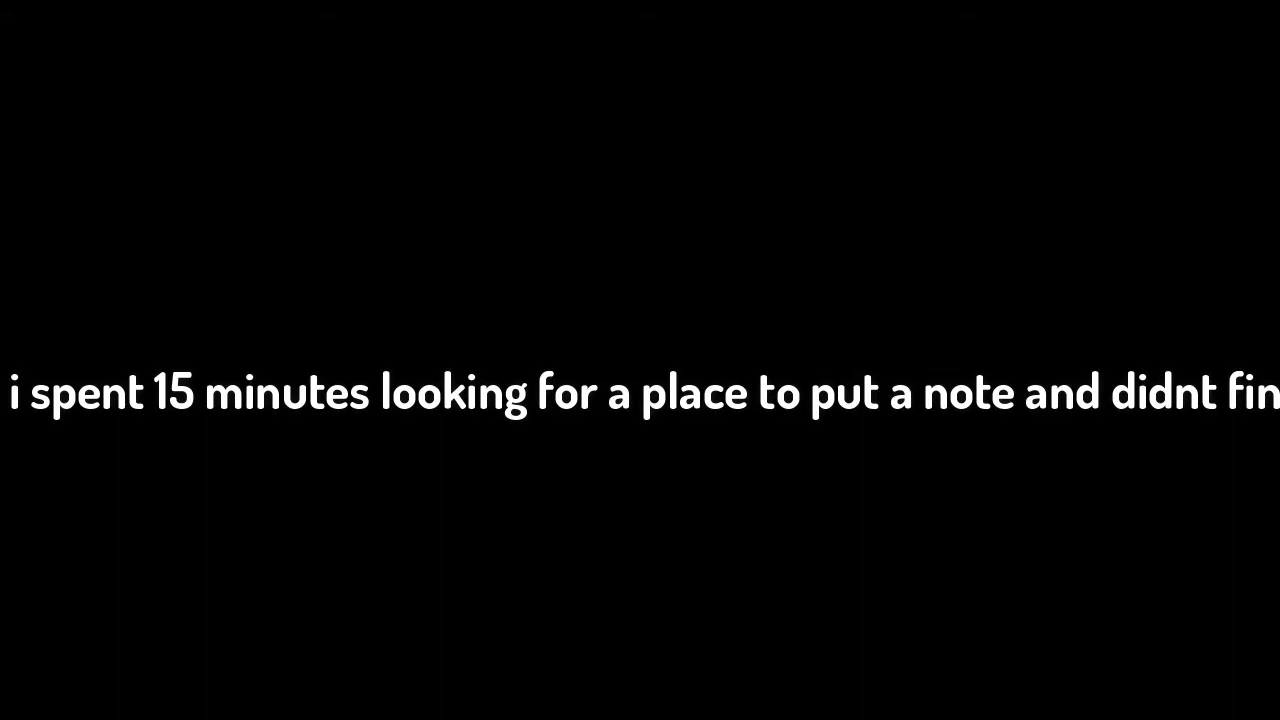 i spent 15 minutes looking for a place to put a note and didnt fin